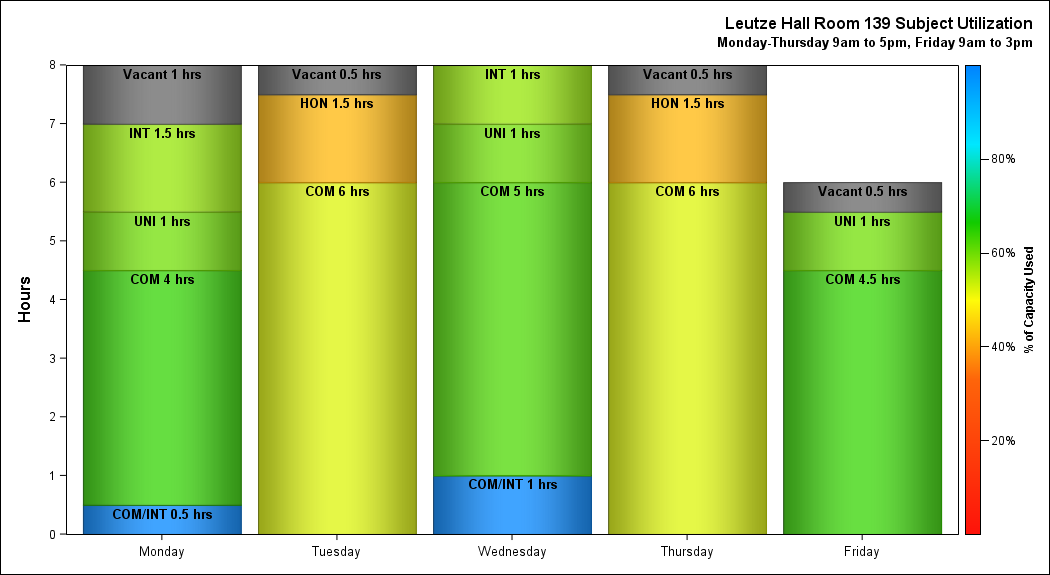 Leutze Hall Room 139 Subject Utilization
Monday-Thursday 9am to 5pm, Friday 9am to 3pm
Hours
8
7
6
5
4
3
2
1
0
Vacant 1 hrs
INT 1.5 hrs
UNI 1 hrs
COM 4 hrs
COM/INT 0.5 hrs
Vacant 0.5 hrs
HON 1.5 hrs
COM 6 hrs
INT 1 hrs
UNI 1 hrs
COM 5 hrs
COM/INT 1 hrs
Vacant 0.5 hrs
HON 1.5 hrs
COM 6 hrs
Vacant 0.5 hrs
UNI 1 hrs
COM 4.5 hrs
Monday
Tuesday
Wednesday
Thursday
Friday
80%
60%
40%
20%
% of Capacity Used